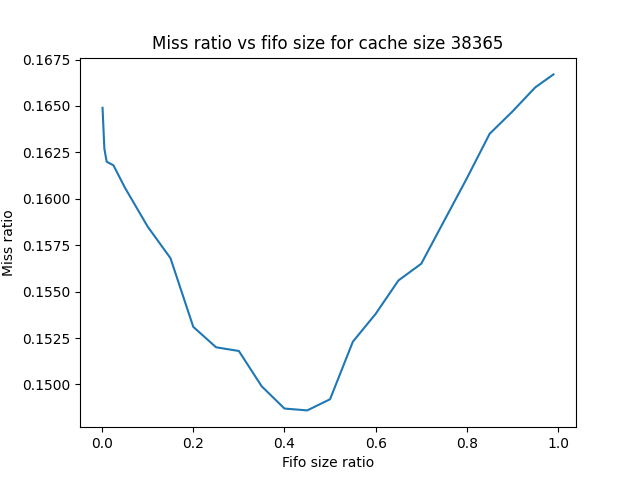 Miss ratio vs fifo size for cache size 38365
0.1675
0.1650
0.1625
0.1600
0.1575
0.1550
0.1525
0.1500
Miss ratio
0.0 0.2 0.4 0.6 0.8 1.0
Fifo size ratio